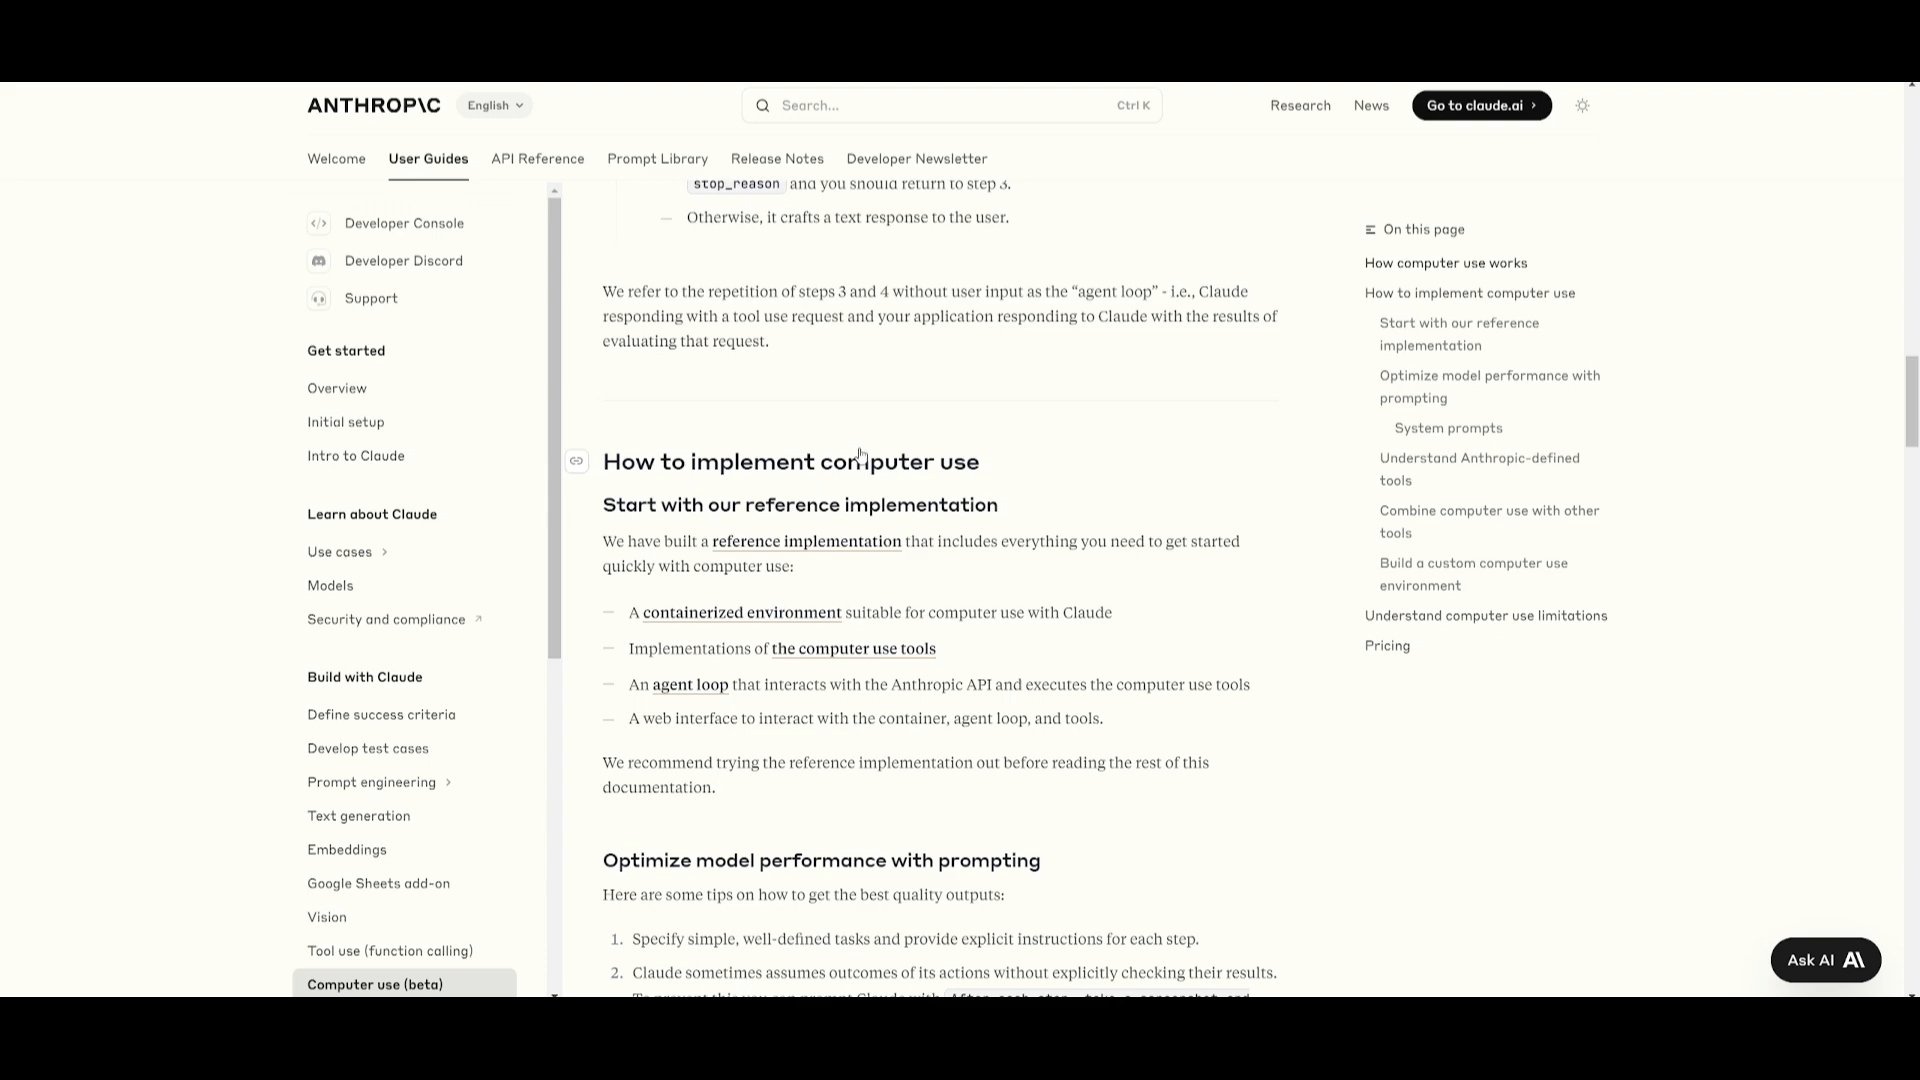 ANTHROP\C
English
Search...
Ctrl K
Research
News
Go to claude.ai
Welcome
User Guides
API Reference
Prompt Library
Release Notes
Developer Newsletter
Developer Console
Developer Discord
Support
Get started
Overview
Initial setup
Intro to Claude
Learn about Claude
Use cases
Models
Security and compliance
Build with Claude
Define success criteria
Develop test cases
Prompt engineering
Text generation
Embeddings
Google Sheets add-on
Vision
Tool use (function calling)
Computer use (beta)
stop_reason and you should return to step 3.
Otherwise, it crafts a text response to the user.
We refer to the repetition of steps 3 and 4 without user input as the “agent loop” - i.e., Claude
responding with a tool use request and your application responding to Claude with the results of
evaluating that request.
How to implement computer use
Start with our reference implementation
We have built a reference implementation that includes everything you need to get started
quickly with computer use:
A containerized environment suitable for computer use with Claude
Implementations of the computer use tools
An agent loop that interacts with the Anthropic API and executes the computer use tools
A web interface to interact with the container, agent loop, and tools.
We recommend trying the reference implementation out before reading the rest of this
documentation.
Optimize model performance with prompting
Here are some tips on how to get the best quality outputs:
1. Specify simple, well-defined tasks and provide explicit instructions for each step.
2. Claude sometimes assumes outcomes of its actions without explicitly checking their results.
To prevent this you can prompt Claude with After each step, take a screenshot and
On this page
How computer use works
How to implement computer use
Start with our reference
implementation
Optimize model performance with
prompting
System prompts
Understand Anthropic-defined
tools
Combine computer use with other
tools
Build a custom computer use
environment
Understand computer use limitations
Pricing
Ask AI